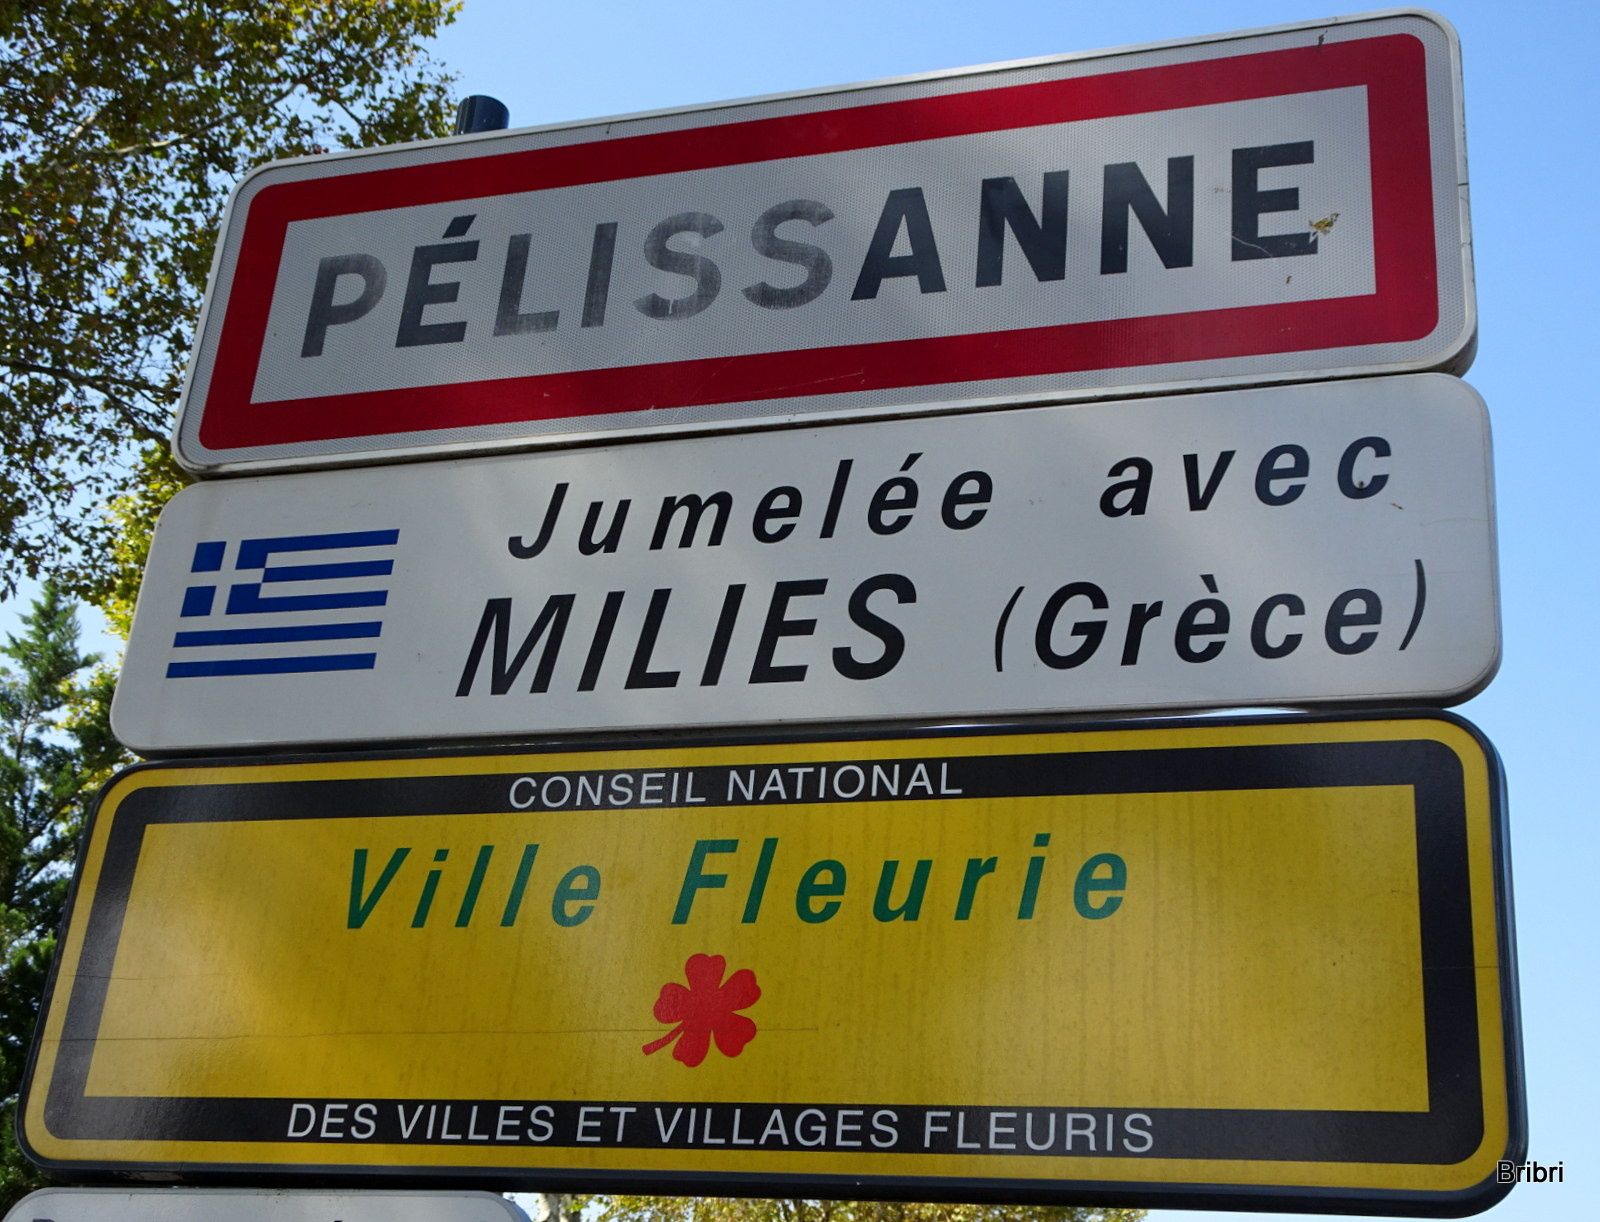 PÉLISSANNE
Jumelée avec
MILIES (Grèce)
CONSEIL NATIONAL
Ville Fleurie
DES VILLES ET VILLAGES FLEURIS
Bribri